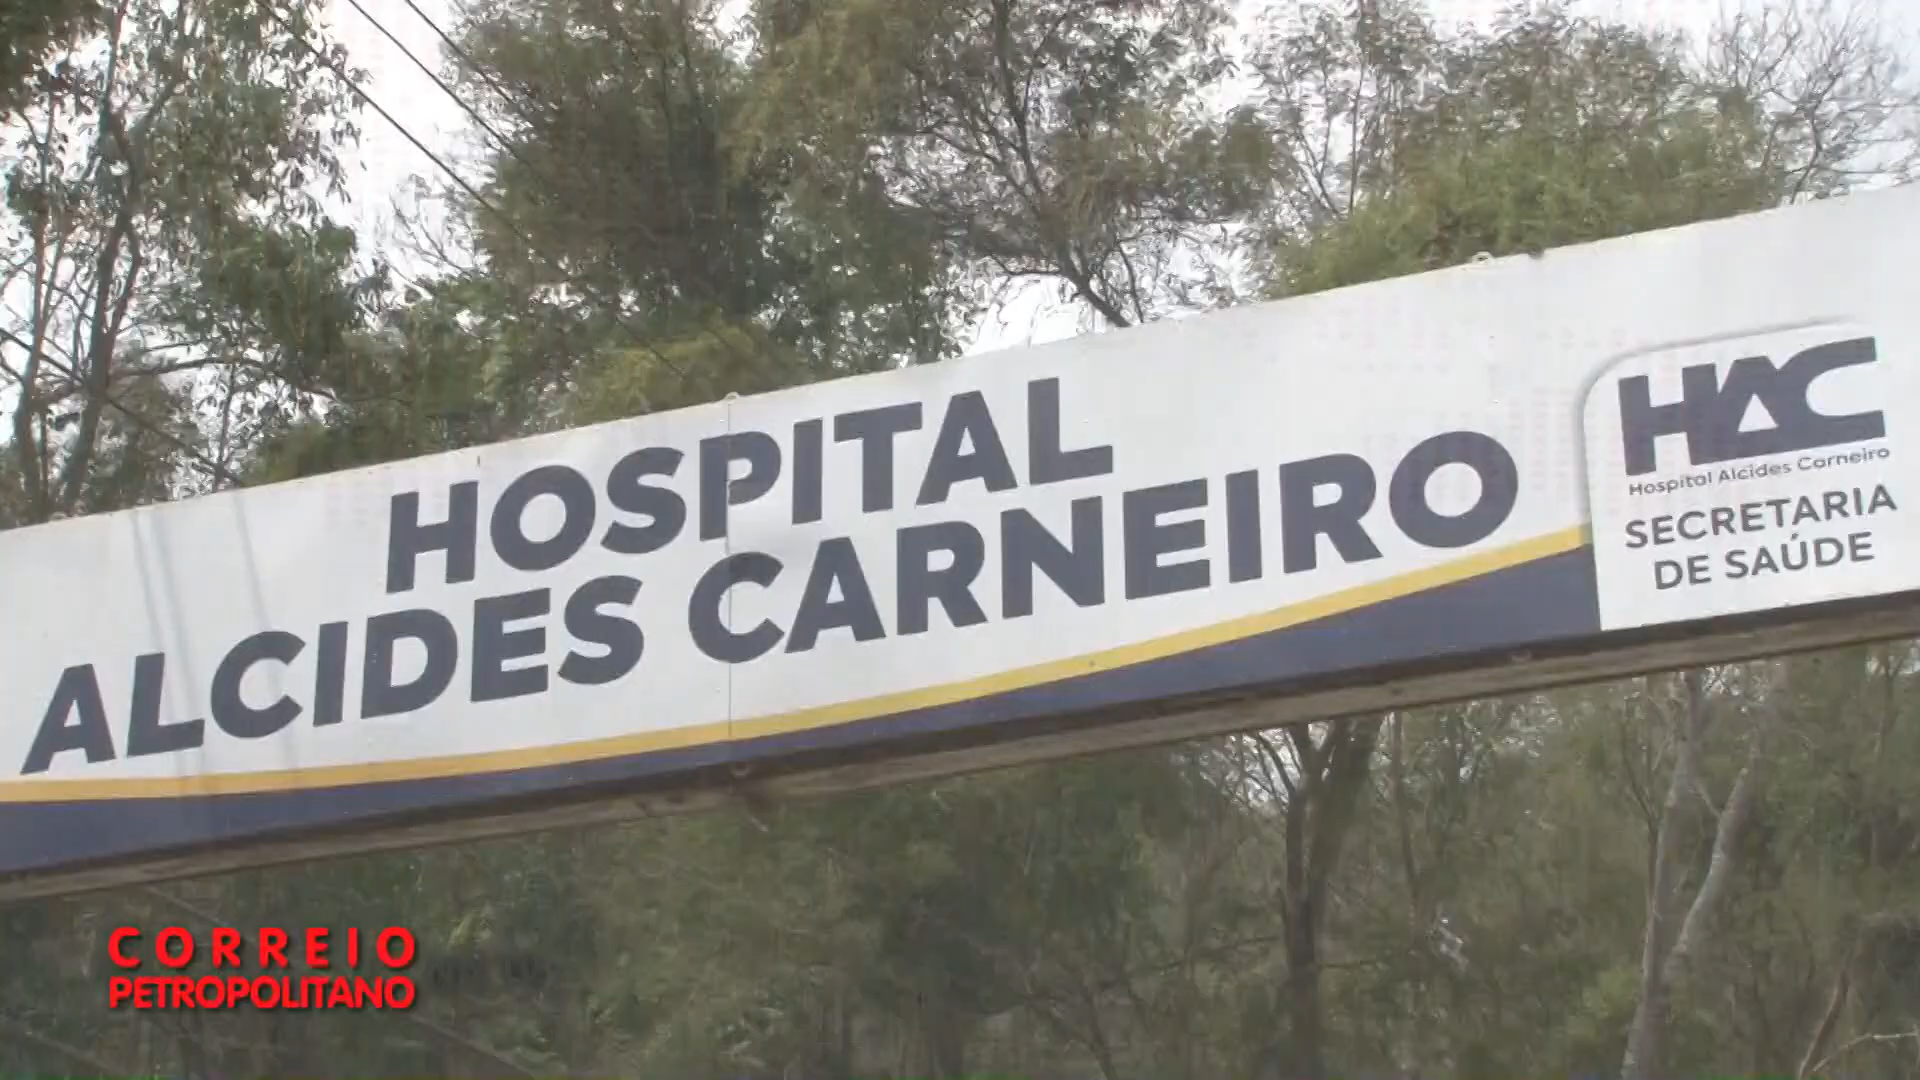 HOSPITAL
ALCIDES CARNEIRO
HAC
Hospital Alcides Carneiro
SECRETARIA
DE SAÚDE
CORREIO
PETROPOLITANO